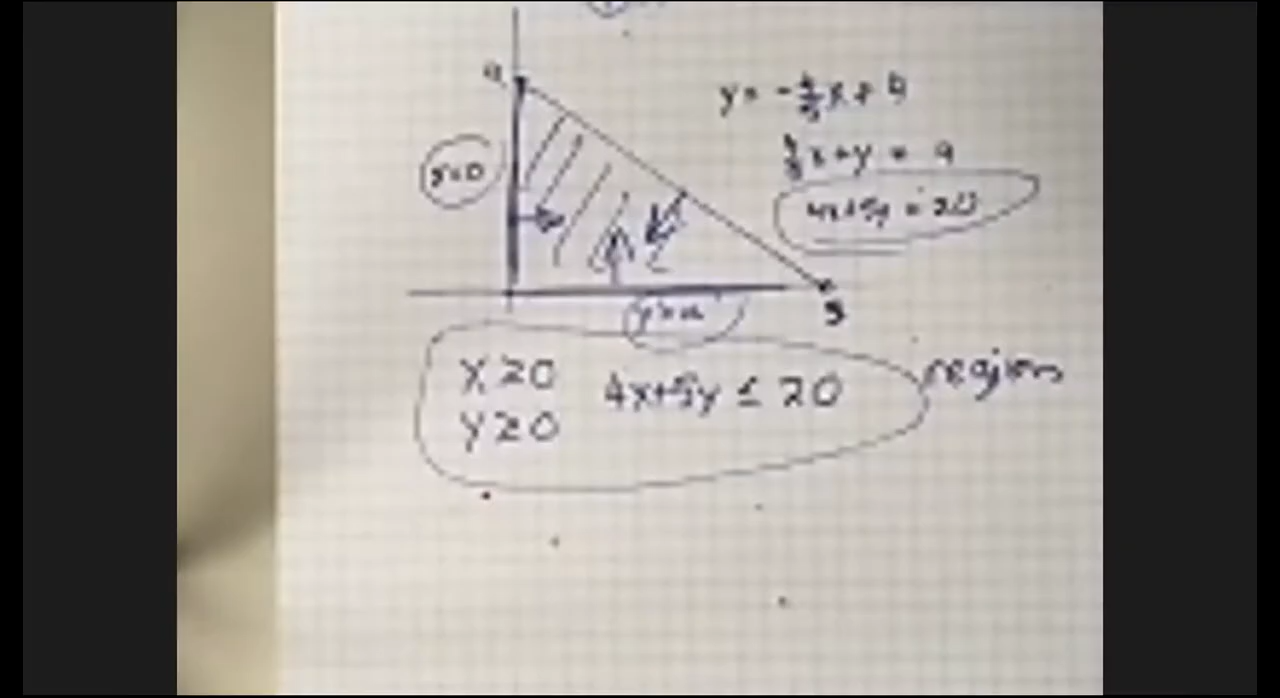 4
y = -4/5x + 4
x=0
4/5x+y = 4
4x+5y = 20
y=0
5
x≥0
4x+5y ≤ 20
region
y≥0